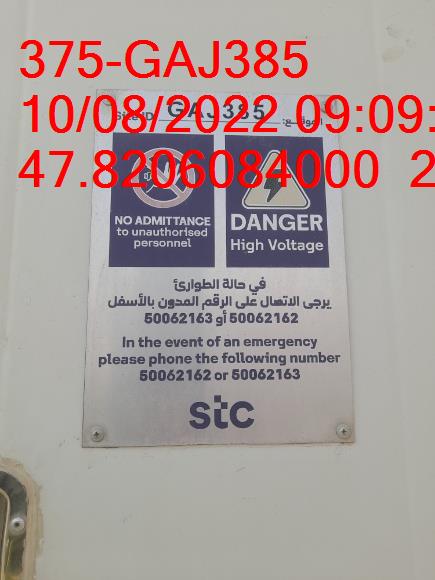 375-GAJ385
Site ID GAJ385 الموقع:
10/08/2022 09:09:
47.8206084000 2
NO ADMITTANCE
to unauthorised
personnel
DANGER
High Voltage
في حالة الطوارئ
يرجى الاتصال على الرقم المدون بالأسفل
50062162 أو 50062163
In the event of an emergency
please phone the following number
50062162 or 50062163
stc